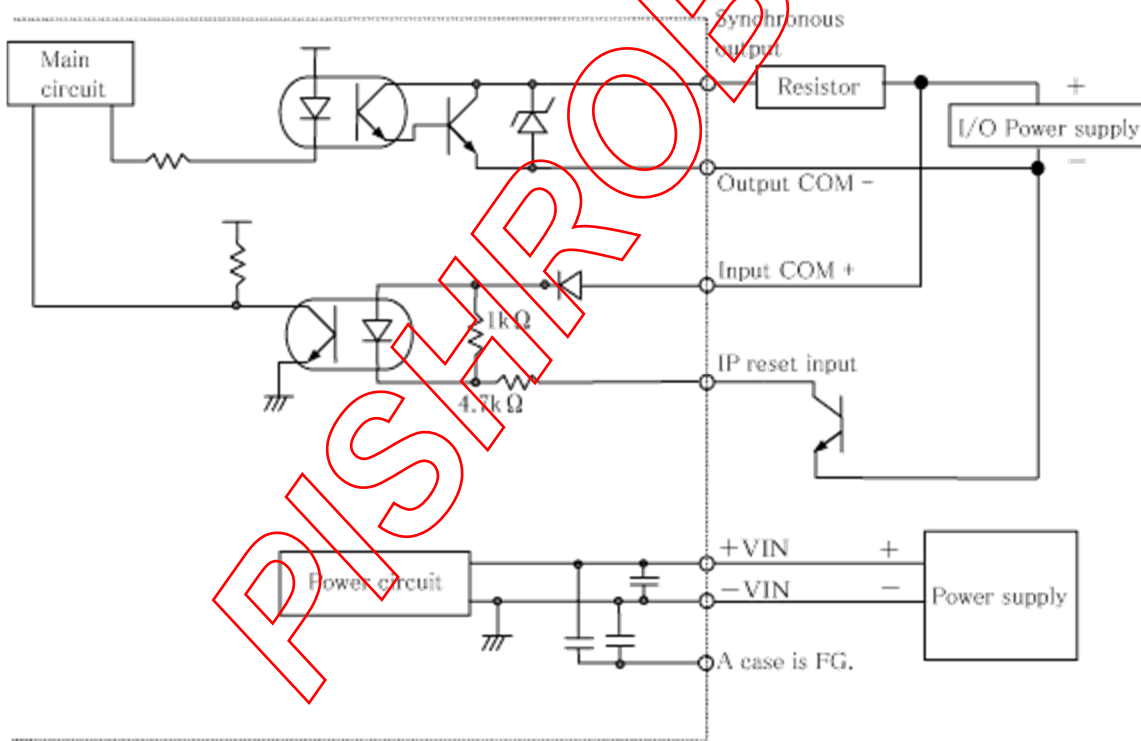 Synchronous
output
Main
circuit
Resistor
+
I/O Power supply
−
Output COM −
Input COM +
1kΩ
IP reset input
4.7kΩ
+VIN
+
Power circuit
−VIN
−
Power supply
A case is FG.
PISHROB